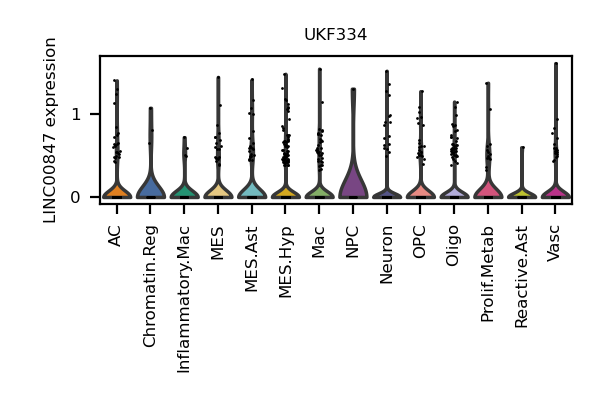 UKF334
LINC00847 expression
1
0
AC
Chromatin.Reg
Inflammatory.Mac
MES
MES.Ast
MES.Hyp
Mac
NPC
Neuron
OPC
Oligo
Prolif.Metab
Reactive.Ast
Vasc